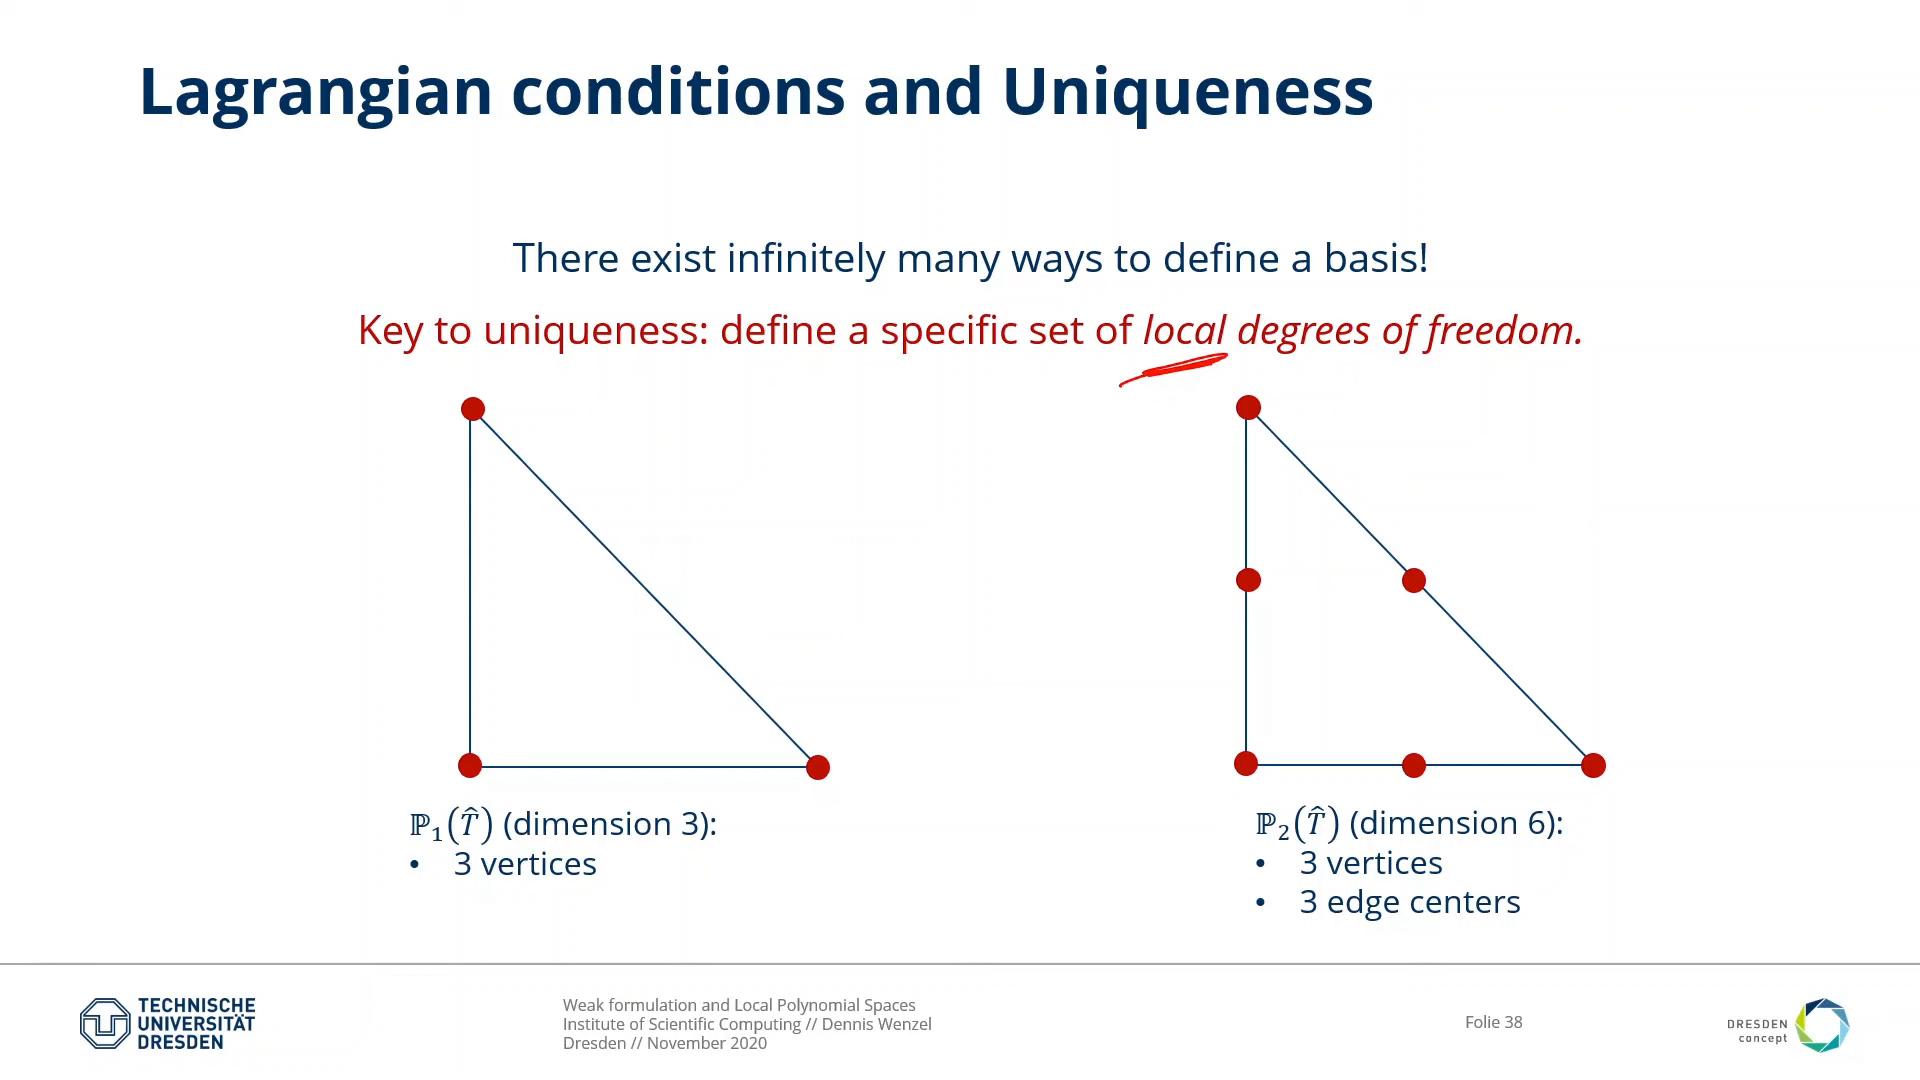 Lagrangian conditions and Uniqueness
There exist infinitely many ways to define a basis!
Key to uniqueness: define a specific set of local degrees of freedom.
ℙ₁(T̂) (dimension 3):
• 3 vertices
ℙ₂(T̂) (dimension 6):
• 3 vertices
• 3 edge centers
TECHNISCHE
UNIVERSITÄT
DRESDEN
Weak formulation and Local Polynomial Spaces
Institute of Scientific Computing // Dennis Wenzel
Dresden // November 2020
Folie 38
DRESDEN
concept